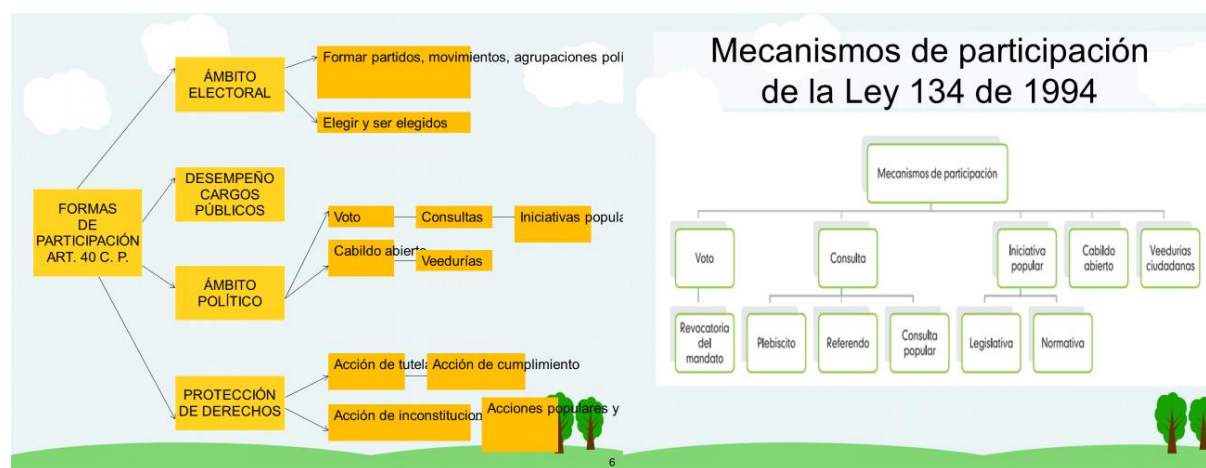 FORMAS
DE
PARTICIPACIÓN
ART. 40 C. P.
ÁMBITO
ELECTORAL
Formar partidos, movimientos, agrupaciones polí
Elegir y ser elegidos
DESEMPEÑO
CARGOS
PÚBLICOS
ÁMBITO
POLÍTICO
Voto
Consultas
Iniciativas popula
Cabildo abierto
Veedurías
PROTECCIÓN
DE DERECHOS
Acción de tutela
Acción de cumplimiento
Acción de inconstitucion
Acciones populares y
6
Mecanismos de participación
de la Ley 134 de 1994
Mecanismos de participación
Voto
Consulta
Iniciativa
popular
Cabildo
abierto
Veedurías
ciudadanas
Revocatoria
del
mandato
Plebiscito
Referendo
Consulta
popular
Legislativa
Normativa